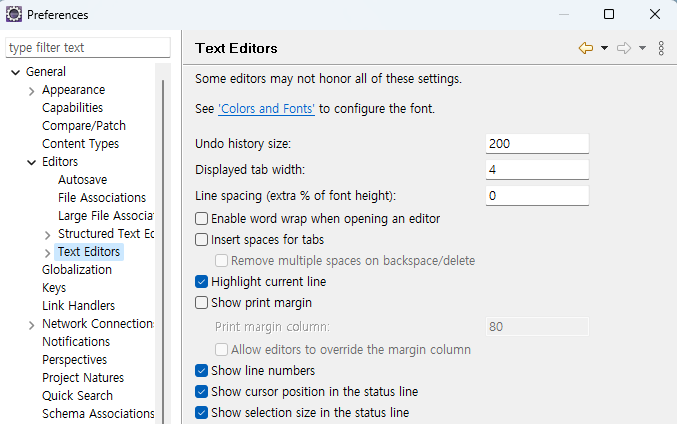 Preferences
type filter text
General
Appearance
Capabilities
Compare/Patch
Content Types
Editors
Autosave
File Associations
Large File Associa
Structured Text Ed
Text Editors
Globalization
Keys
Link Handlers
Network Connections
Notifications
Perspectives
Project Natures
Quick Search
Schema Associations
Text Editors
Some editors may not honor all of these settings.
See 'Colors and Fonts' to configure the font.
Undo history size: 200
Displayed tab width: 4
Line spacing (extra % of font height): 0
Enable word wrap when opening an editor
Insert spaces for tabs
Remove multiple spaces on backspace/delete
Highlight current line
Show print margin
Print margin column: 80
Allow editors to override the margin column
Show line numbers
Show cursor position in the status line
Show selection size in the status line